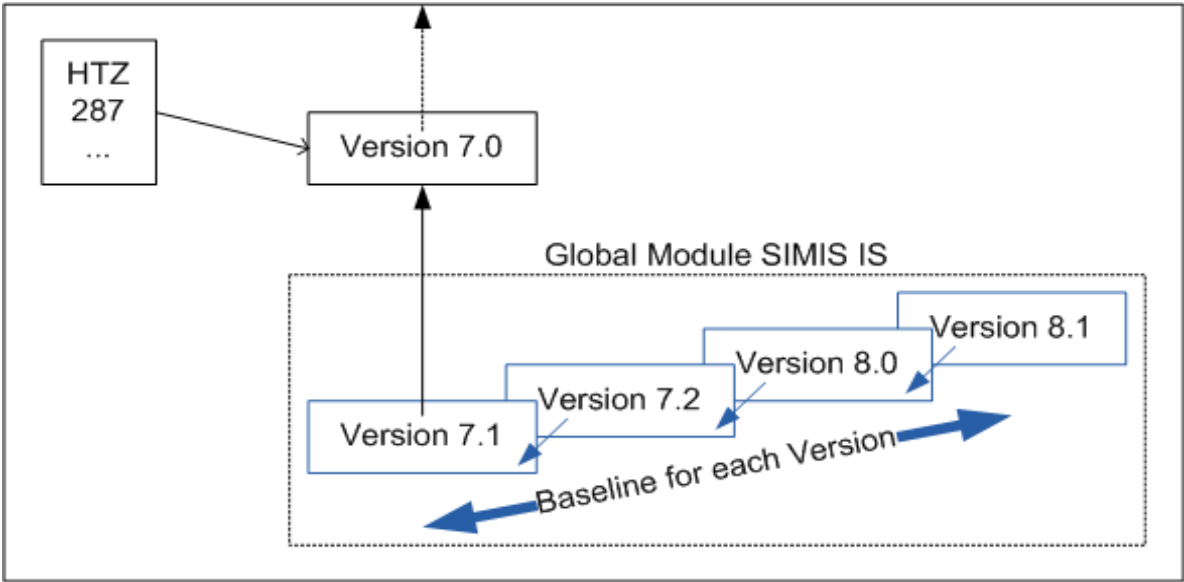 HTZ
287
...
Version 7.0
Global Module SIMIS IS
Version 8.1
Version 8.0
Version 7.2
Version 7.1
Baseline for each Version